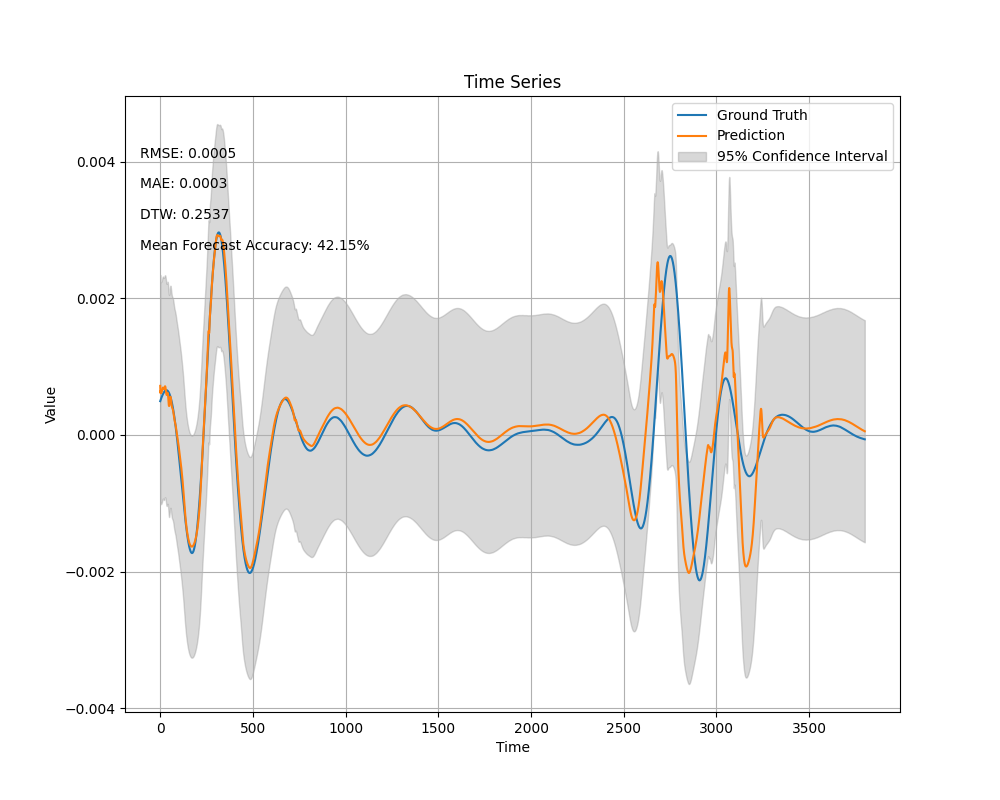 Time Series
Ground Truth
Prediction
95% Confidence Interval
RMSE: 0.0005
MAE: 0.0003
DTW: 0.2537
Mean Forecast Accuracy: 42.15%
0.004
0.002
0.000
−0.002
−0.004
Value
0 500 1000 1500 2000 2500 3000 3500
Time